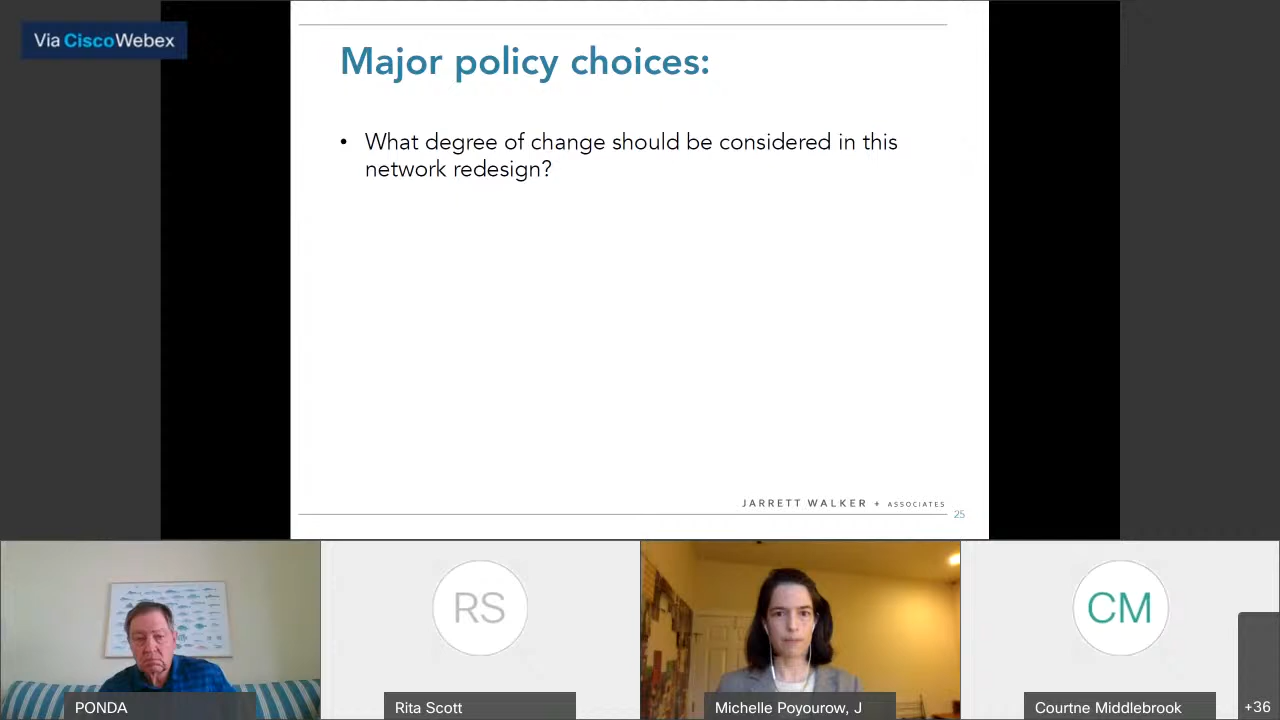 Via CiscoWebex
Major policy choices:
• What degree of change should be considered in this
network redesign?
JARRETT WALKER + ASSOCIATES
25
RS
CM
PONDA
Rita Scott
Michelle Poyourow, J
Courtne Middlebrook
+36